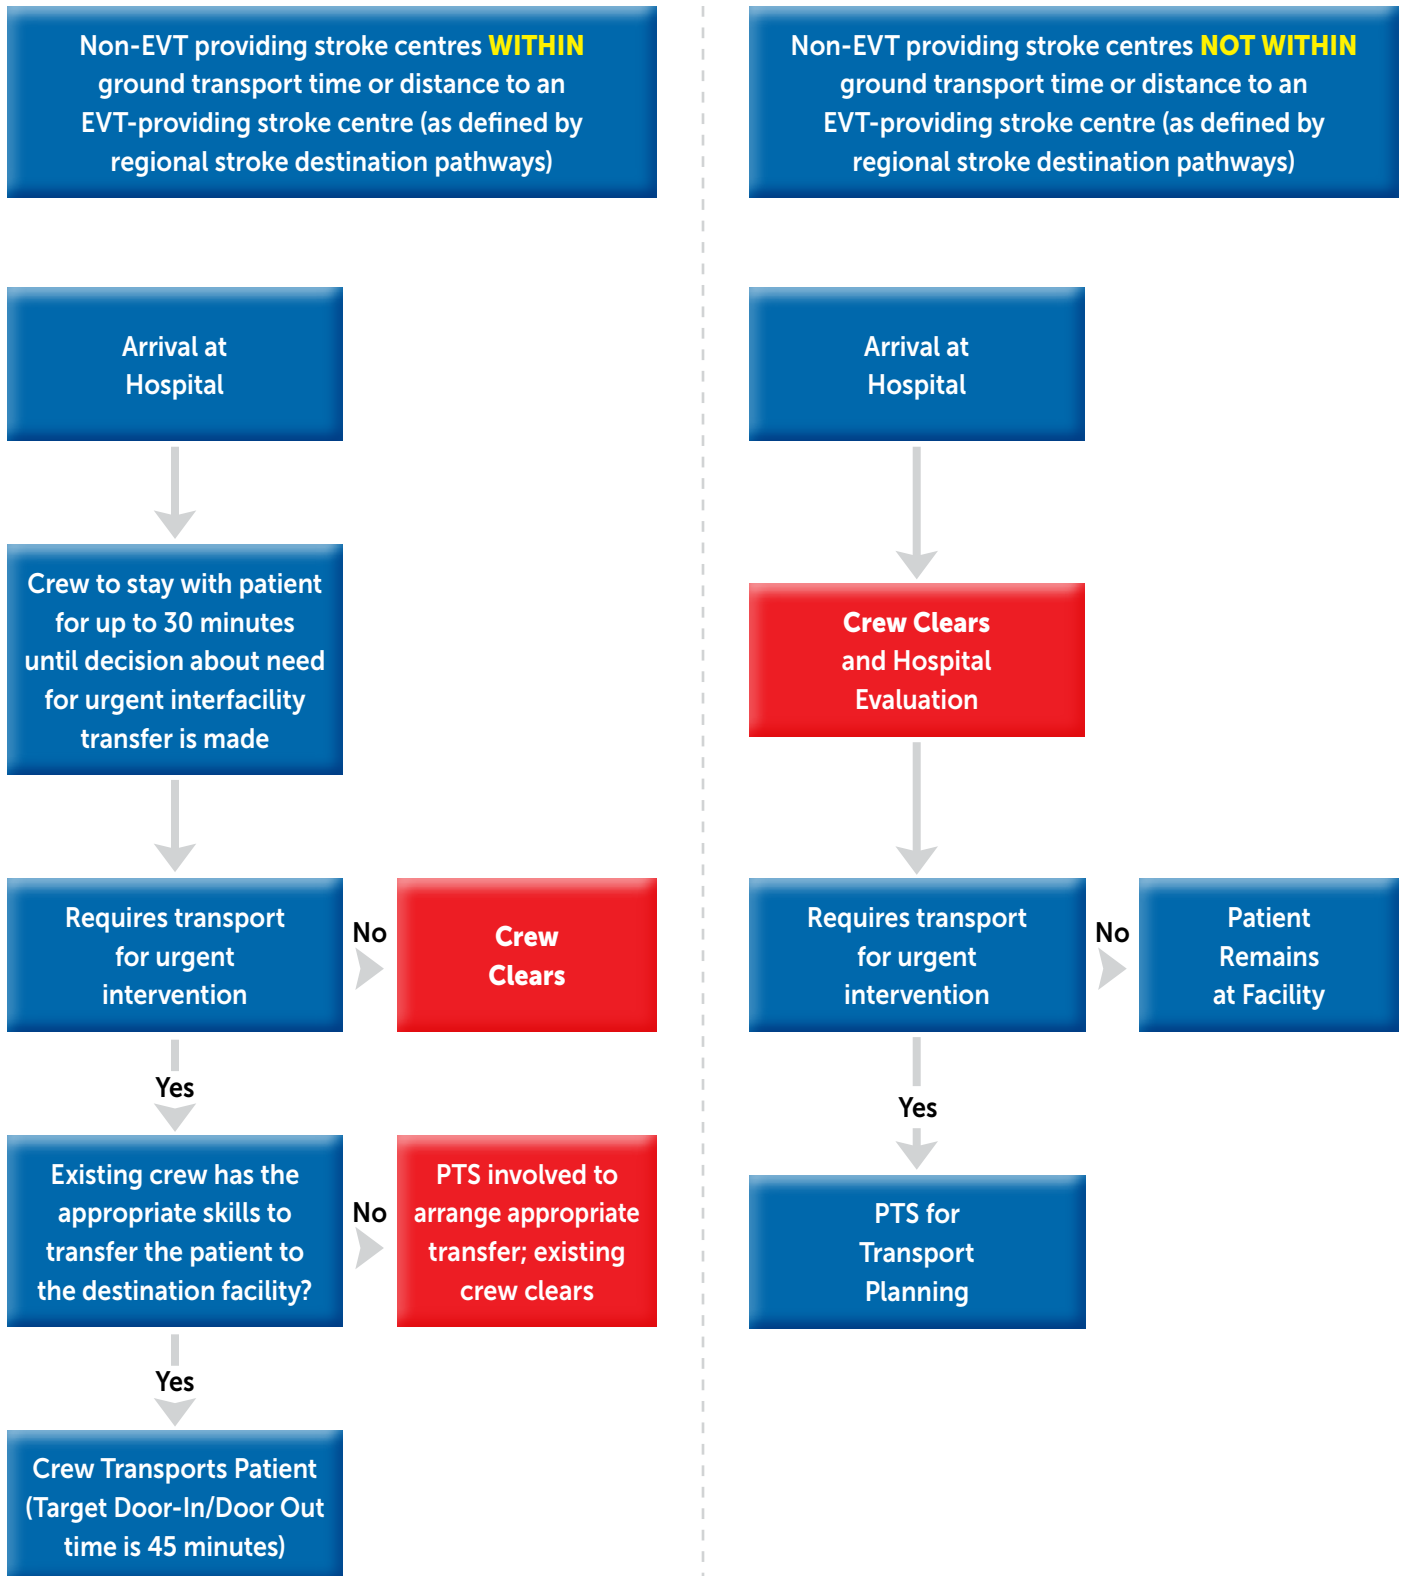 Non-EVT providing stroke centres WITHIN
ground transport time or distance to an
EVT-providing stroke centre (as defined by
regional stroke destination pathways)
Arrival at
Hospital
Crew to stay with patient
for up to 30 minutes
until decision about need
for urgent interfacility
transfer is made
Requires transport
for urgent
intervention
No
Crew
Clears
Yes
Existing crew has the
appropriate skills to
transfer the patient to
the destination facility?
No
PTS involved to
arrange appropriate
transfer; existing
crew clears
Yes
Crew Transports Patient
(Target Door-In/Door Out
time is 45 minutes)
Non-EVT providing stroke centres NOT WITHIN
ground transport time or distance to an
EVT-providing stroke centre (as defined by
regional stroke destination pathways)
Arrival at
Hospital
Crew Clears
and Hospital
Evaluation
Requires transport
for urgent
intervention
No
Patient
Remains
at Facility
Yes
PTS for
Transport
Planning